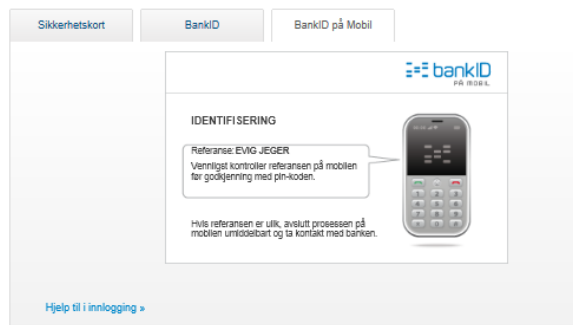 Sikkerhetskort BankID BankID på Mobil
bankID
PÅ MOBIL
IDENTIFISERING
Referanse: EVIG JEGER
Vennligst kontroller referansen på mobilen
før godkjenning med pin-koden.
Hvis referansen er ulik, avslutt prosessen på
mobilen umiddelbart og ta kontakt med banken.
Hjelp til i innlogging »